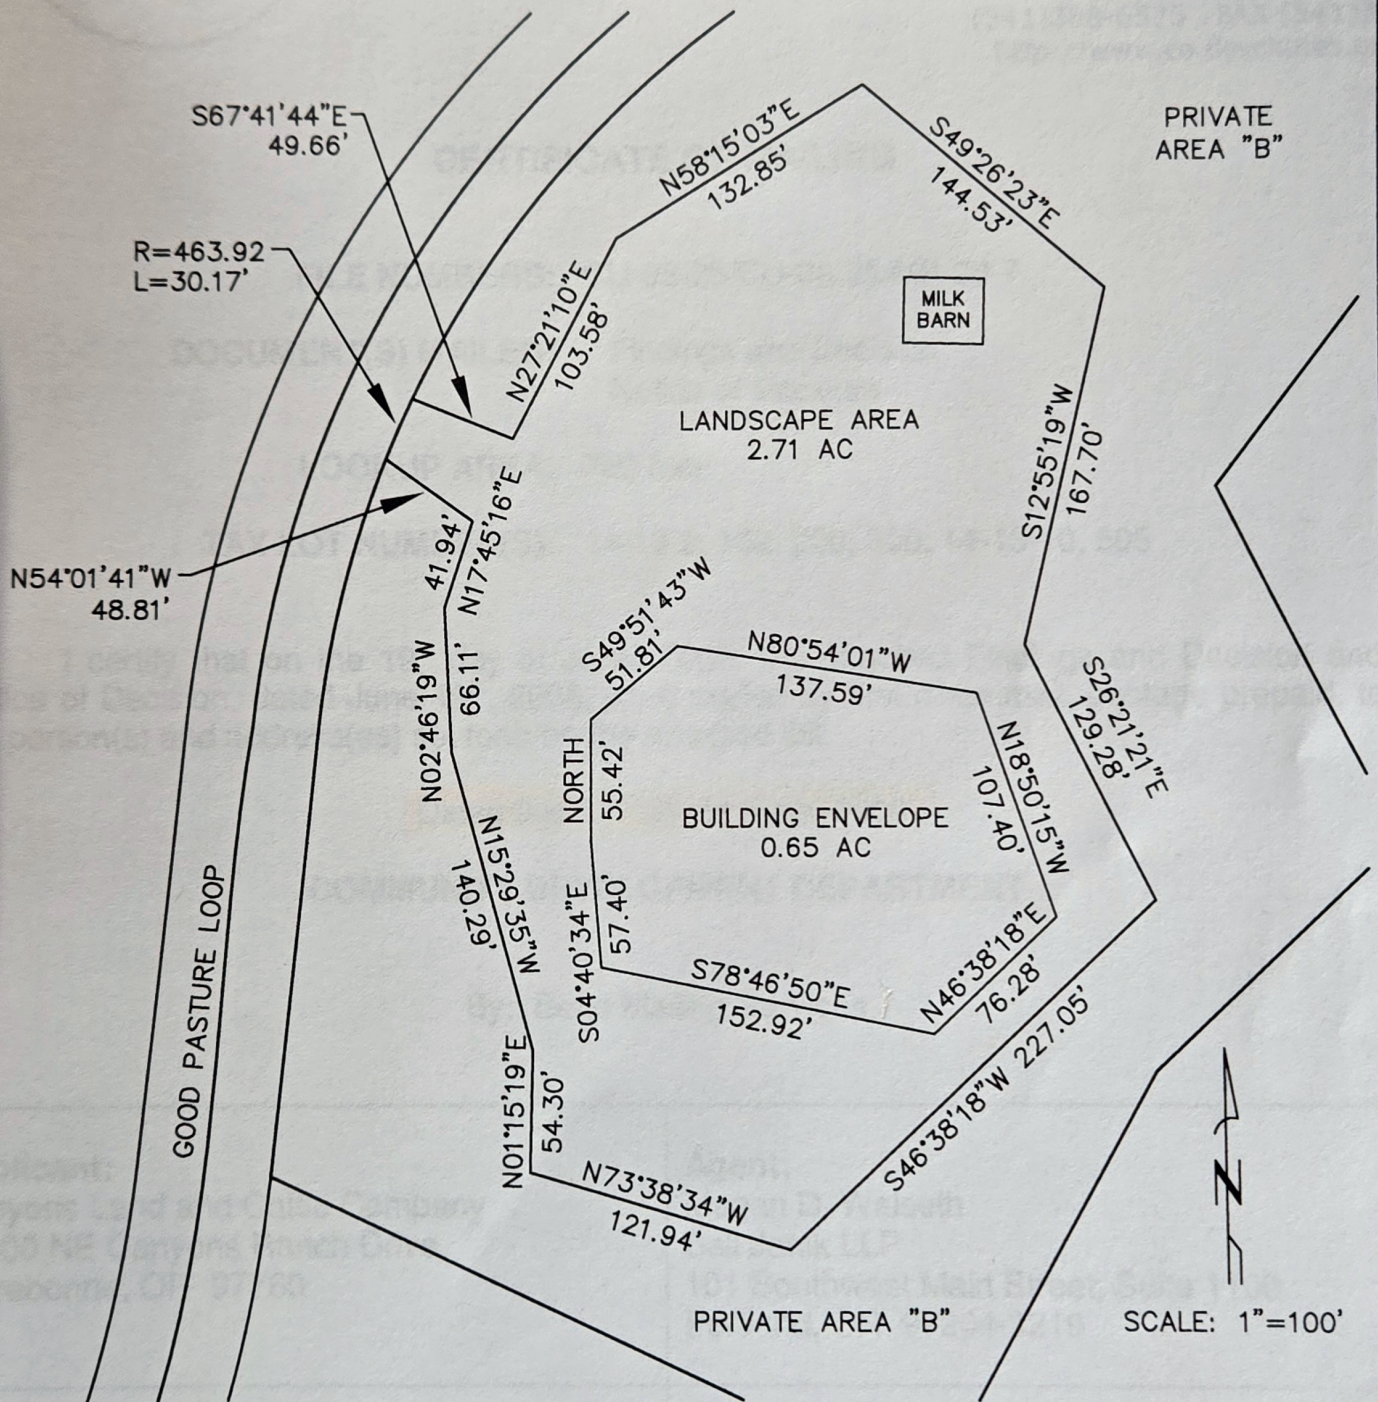 S67°41'44"E
49.66'
R=463.92
L=30.17'
N54°01'41"W
48.81'
N58°15'03"E
132.85'
S49°26'23"E
144.53'
PRIVATE
AREA "B"
N27°21'10"E
103.58'
MILK
BARN
LANDSCAPE AREA
2.71 AC
S12°55'19"W
167.70'
41.94'
N17°45'16"E
N02°46'19"W
66.11'
S49°51'43"W
51.81'
N80°54'01"W
137.59'
S26°21'21"E
129.28'
NORTH
55.42'
N18°50'15"W
107.40'
BUILDING ENVELOPE
0.65 AC
N15°29'35"W
140.29'
S04°40'34"E
57.40'
S78°46'50"E
152.92'
N46°38'18"E
76.28'
GOOD PASTURE LOOP
N01°15'19"E
54.30'
S46°38'18"W 227.05'
N73°38'34"W
121.94'
N
PRIVATE AREA "B"
SCALE: 1"=100'